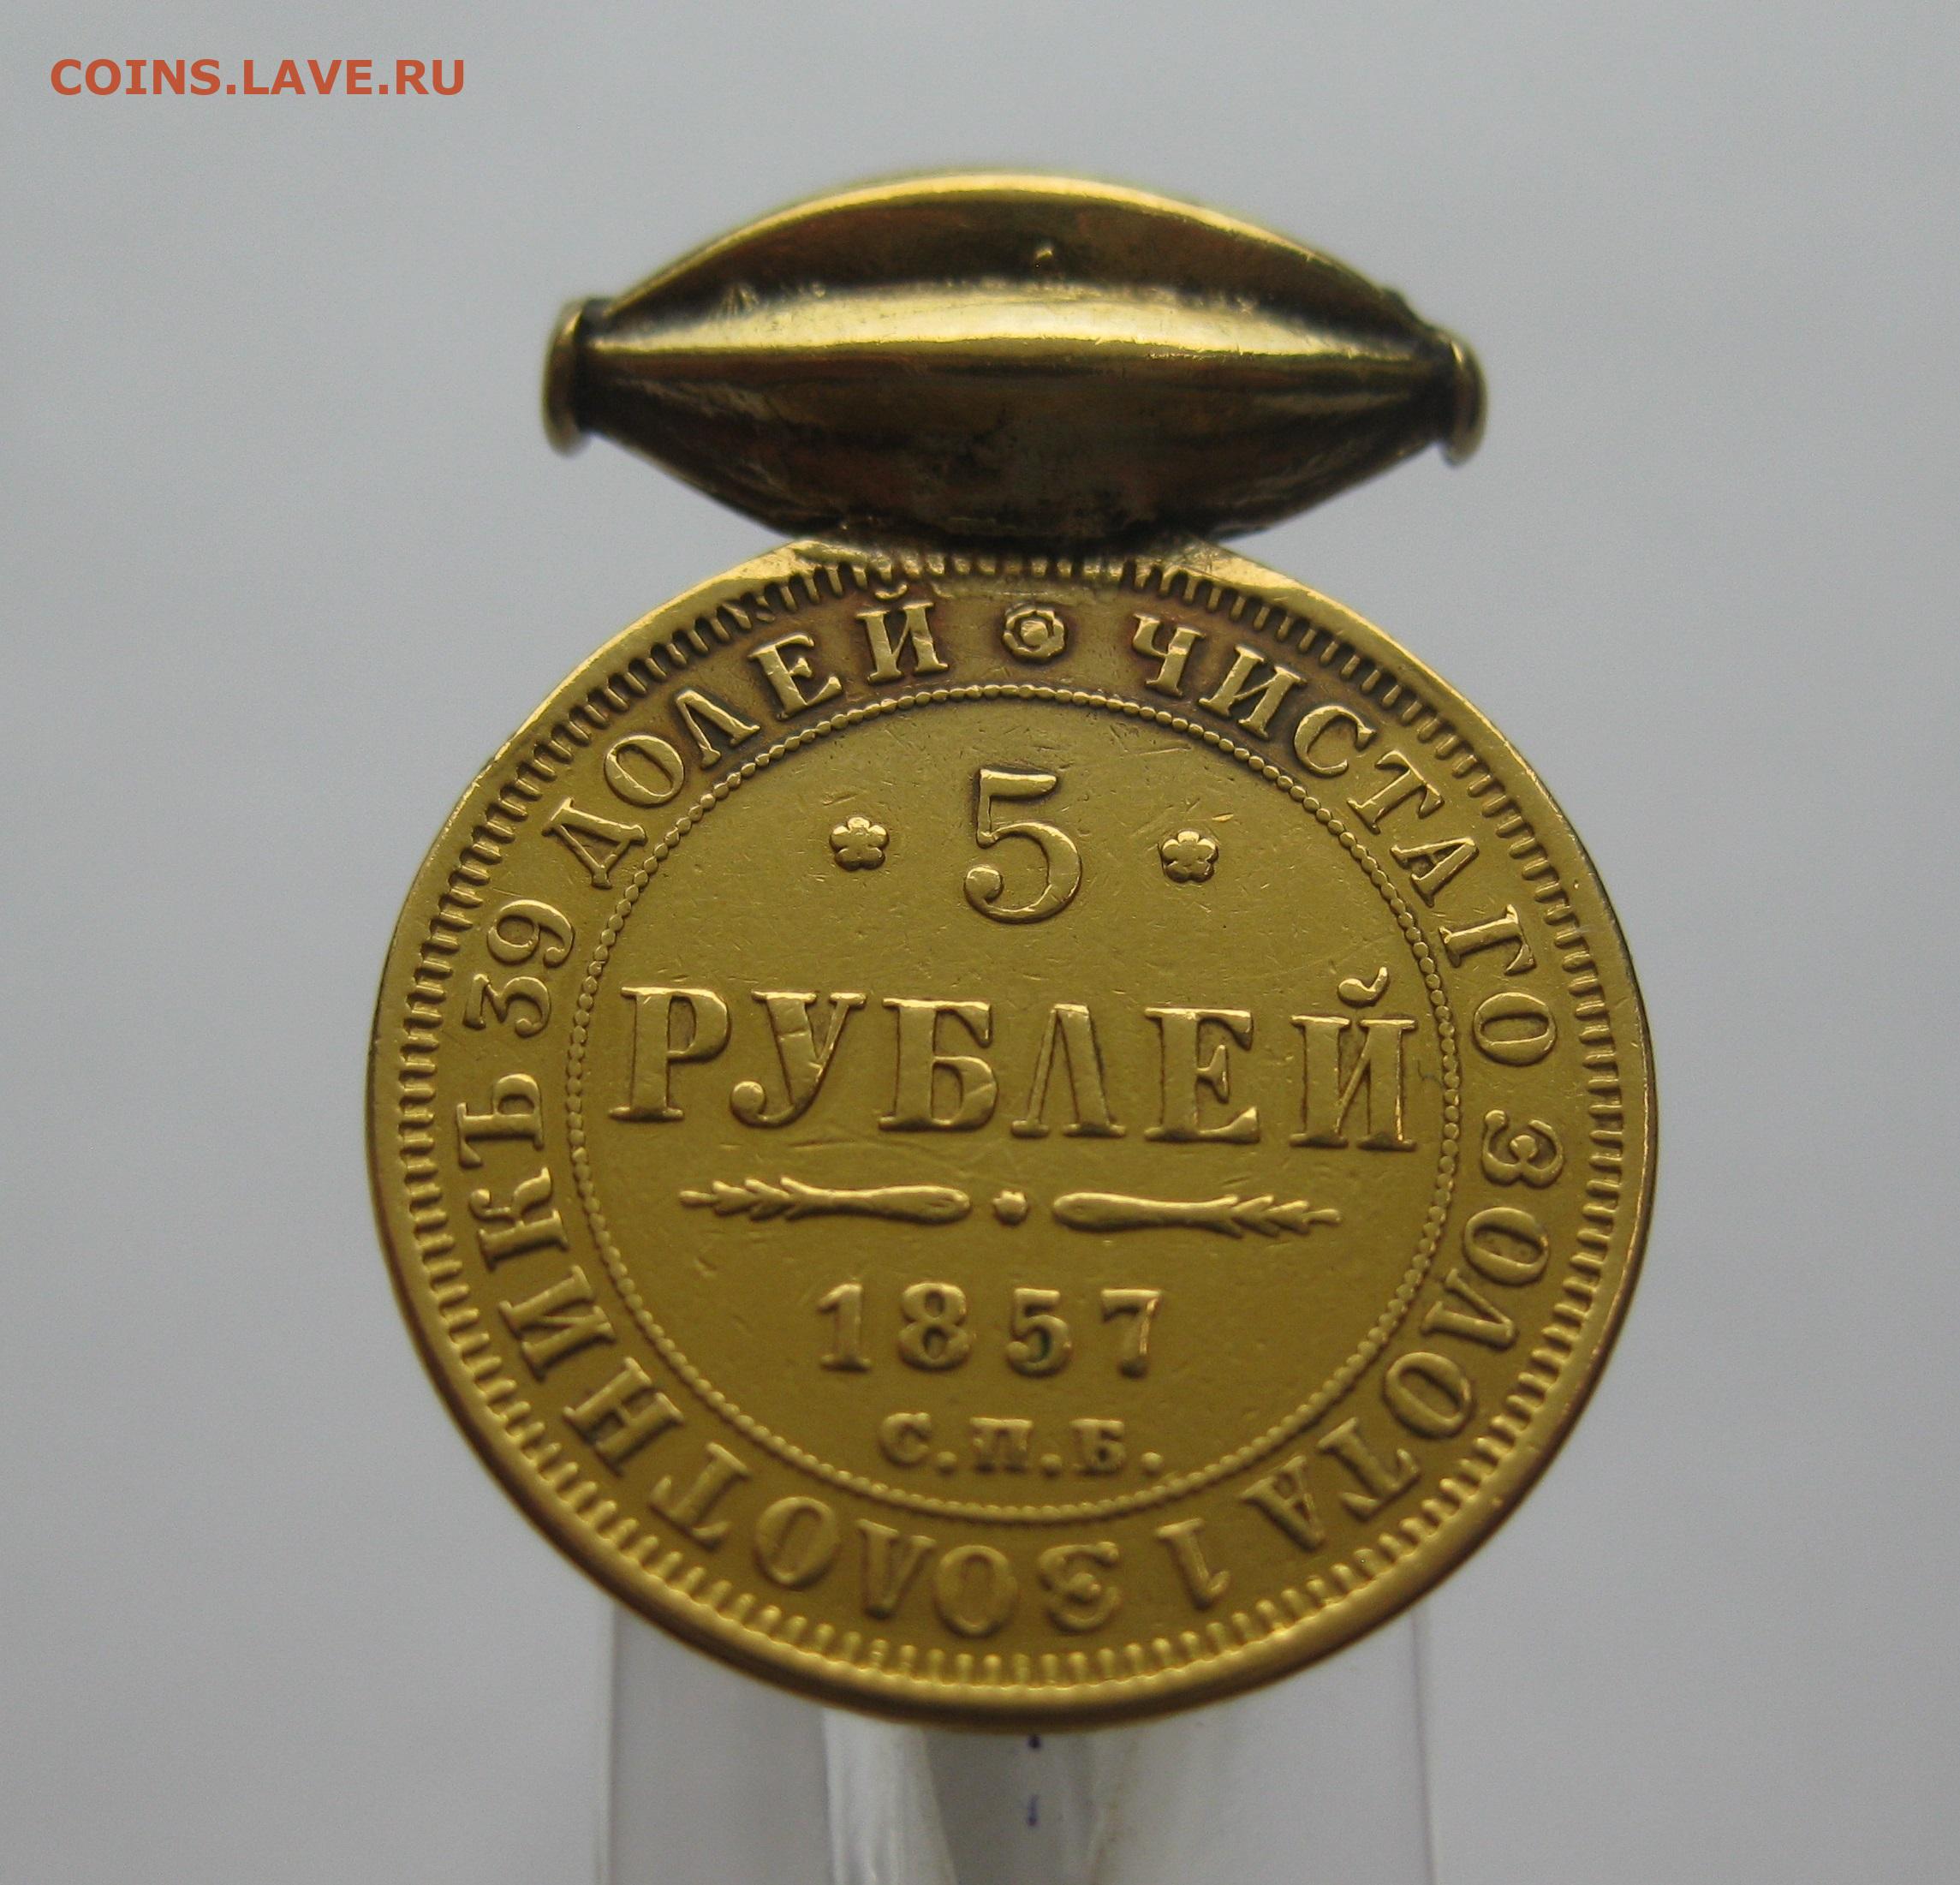 COINS.LAVE.RU
ЧИСТАГО ЗОЛОТА 1 ЗОЛОТНИКЪ 39 ДОЛЕЙ
5
РУБЛЕЙ
1857
С.П.Б.